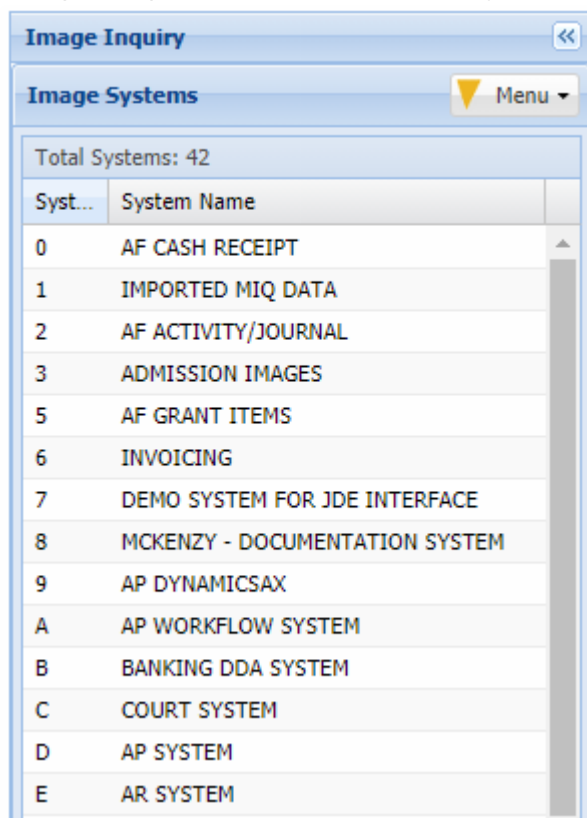 Image Inquiry
Image Systems Menu
Total Systems: 42
Syst... System Name
0 AF CASH RECEIPT
1 IMPORTED MIQ DATA
2 AF ACTIVITY/JOURNAL
3 ADMISSION IMAGES
5 AF GRANT ITEMS
6 INVOICING
7 DEMO SYSTEM FOR JDE INTERFACE
8 MCKENZY - DOCUMENTATION SYSTEM
9 AP DYNAMICSAX
A AP WORKFLOW SYSTEM
B BANKING DDA SYSTEM
C COURT SYSTEM
D AP SYSTEM
E AR SYSTEM